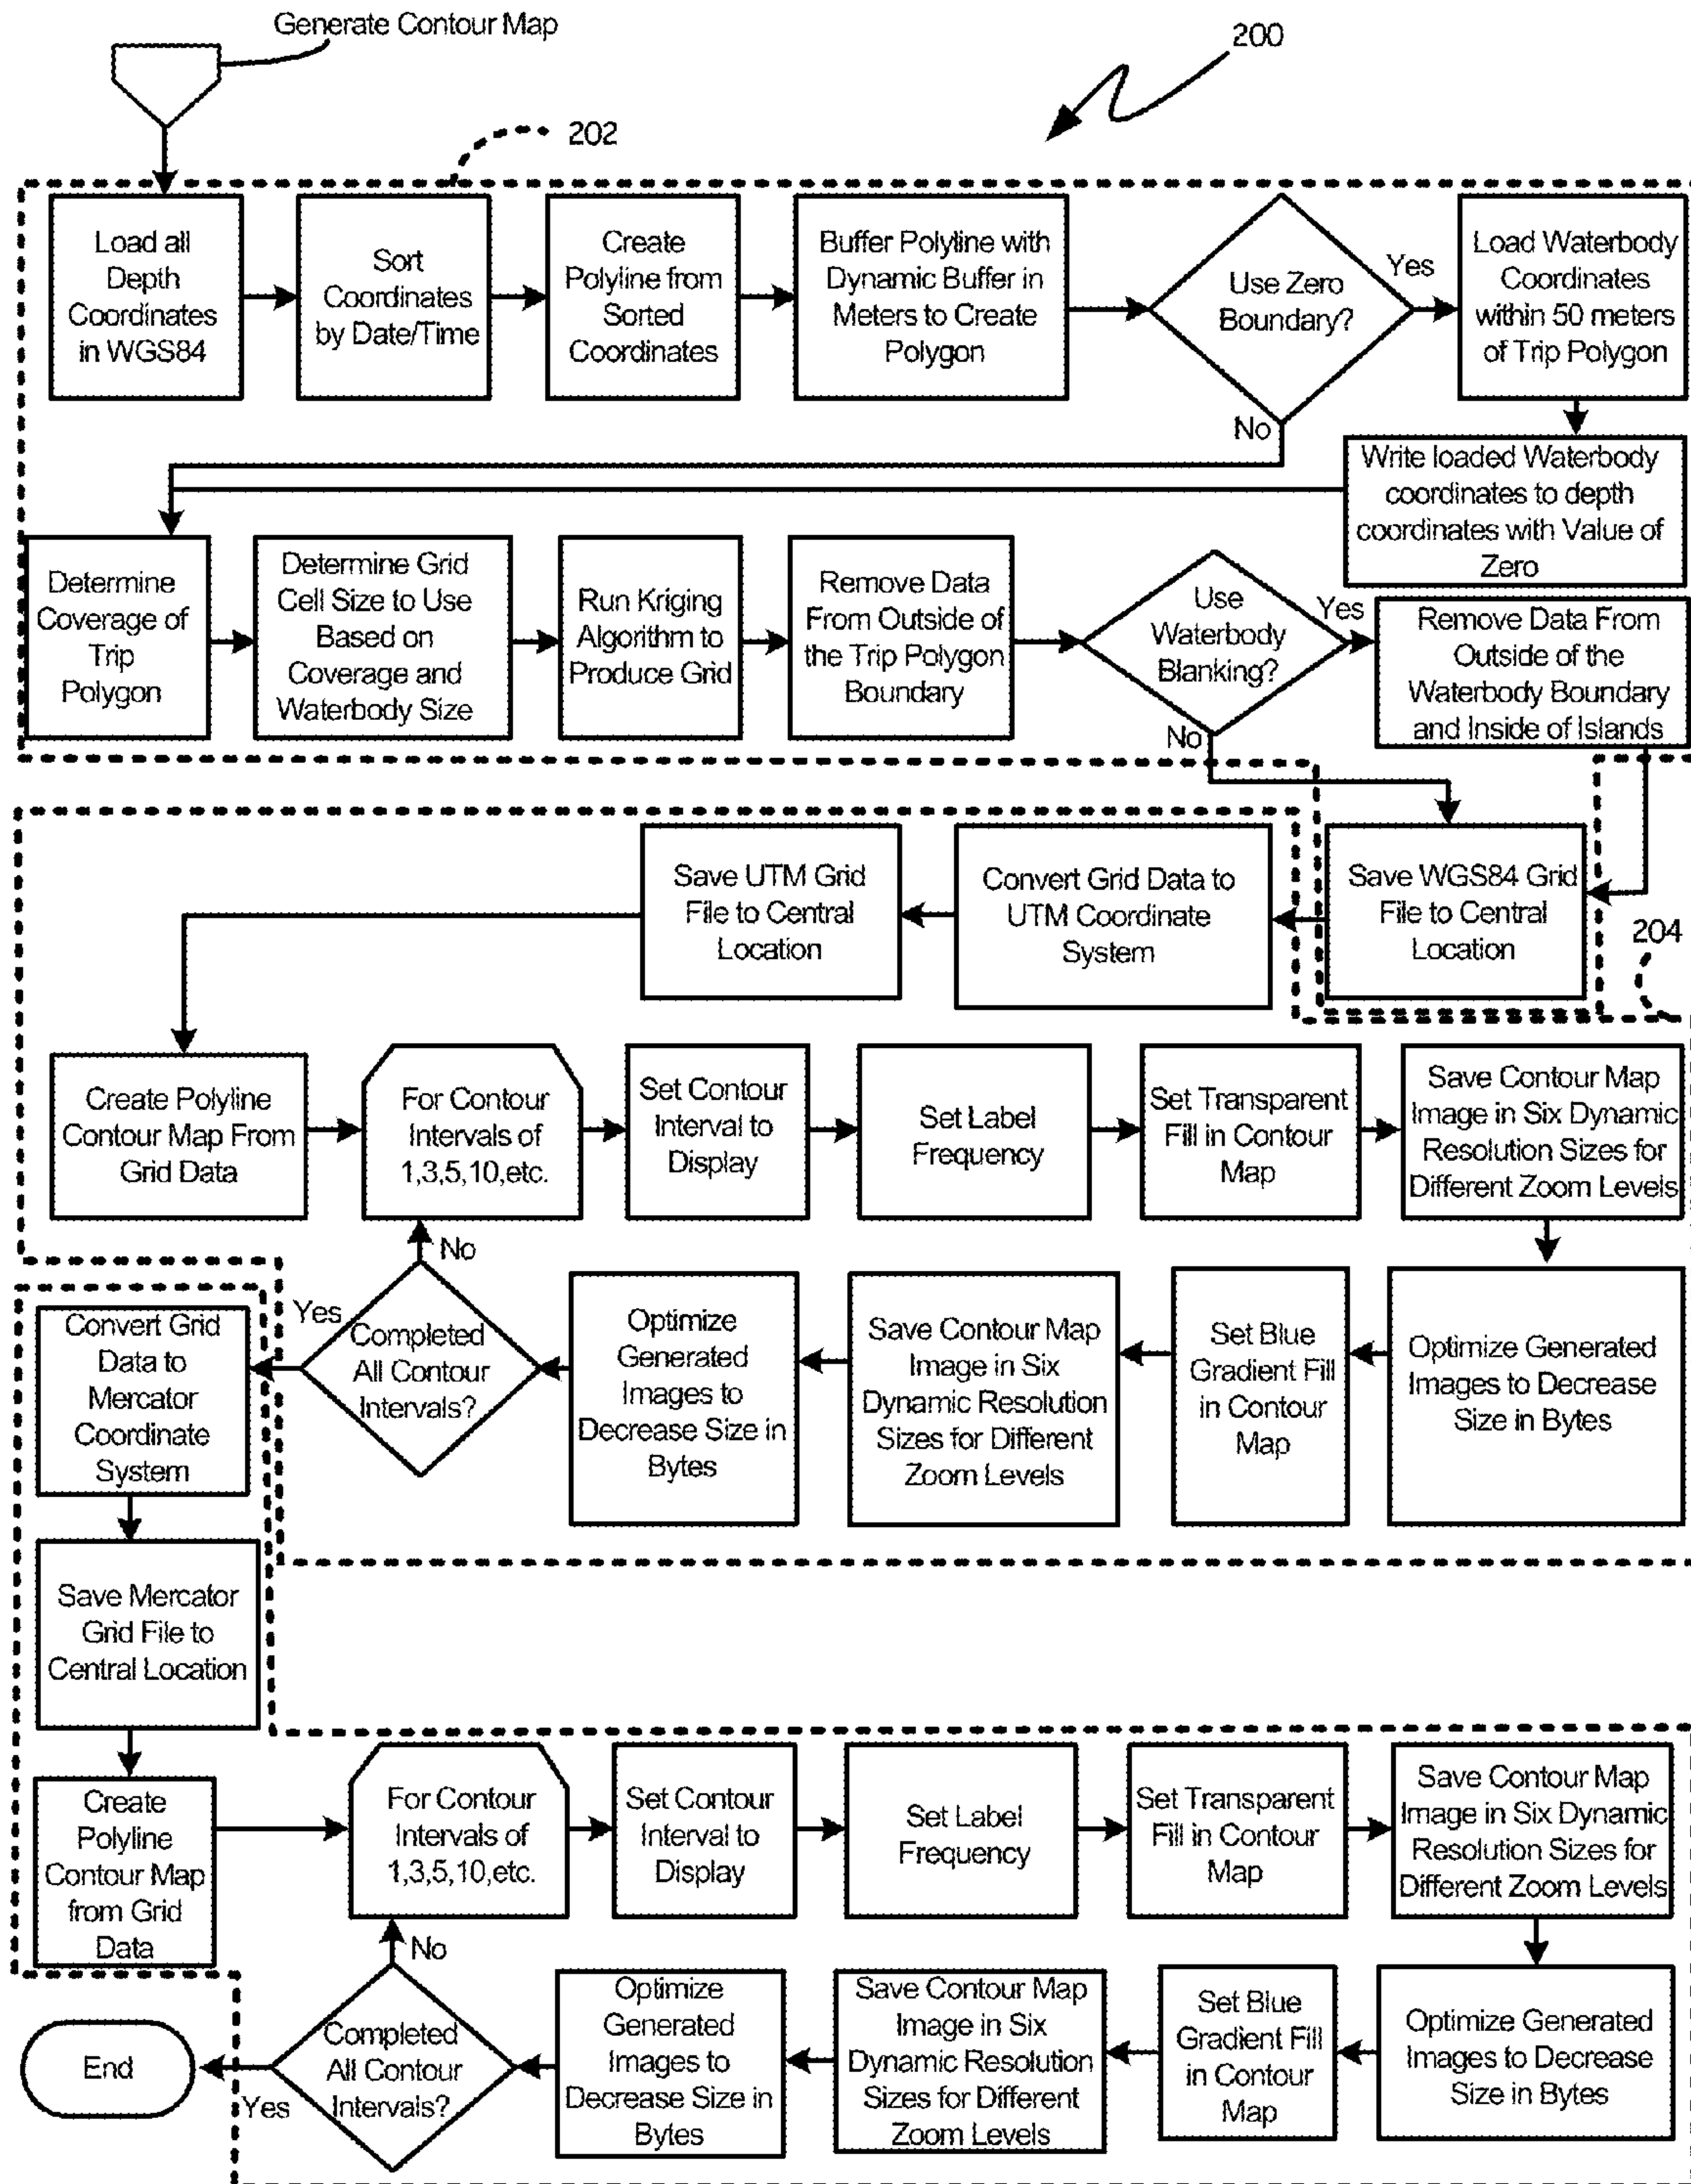 Generate Contour Map
200
202
Load all
Depth
Coordinates
in WGS84
Sort
Coordinates
by Date/Time
Create
Polyline from
Sorted
Coordinates
Buffer Polyline with
Dynamic Buffer in
Meters to Create
Polygon
Use Zero
Boundary?
Yes
No
Load Waterbody
Coordinates
within 50 meters
of Trip Polygon
Write loaded Waterbody
coordinates to depth
coordinates with Value of
Zero
Determine
Coverage of
Trip
Polygon
Determine Grid
Cell Size to Use
Based on
Coverage and
Waterbody Size
Run Kriging
Algorithm to
Produce Grid
Remove Data
From Outside of
the Trip Polygon
Boundary
Use
Waterbody
Blanking?
Yes
No
Remove Data From
Outside of the
Waterbody Boundary
and Inside of Islands
Save WGS84 Grid
File to Central
Location
204
Convert Grid Data to
UTM Coordinate
System
Save UTM Grid
File to Central
Location
Create Polyline
Contour Map From
Grid Data
For Contour
Intervals of
1,3,5,10,etc.
Set Contour
Interval to
Display
Set Label
Frequency
Set Transparent
Fill in Contour
Map
Save Contour Map
Image in Six Dynamic
Resolution Sizes for
Different Zoom Levels
Optimize Generated
Images to Decrease
Size in Bytes
Set Blue
Gradient Fill
in Contour
Map
Save Contour Map
Image in Six
Dynamic Resolution
Sizes for Different
Zoom Levels
Optimize
Generated
Images to
Decrease Size in
Bytes
Completed
All Contour
Intervals?
No
Yes
Convert Grid
Data to
Mercator
Coordinate
System
Save Mercator
Grid File to
Central Location
Create
Polyline
Contour Map
from Grid
Data
For Contour
Intervals of
1,3,5,10,etc.
Set Contour
Interval to
Display
Set Label
Frequency
Set Transparent
Fill in Contour
Map
Save Contour Map
Image in Six Dynamic
Resolution Sizes for
Different Zoom Levels
Optimize Generated
Images to Decrease
Size in Bytes
Set Blue
Gradient Fill
in Contour
Map
Save Contour Map
Image in Six
Dynamic Resolution
Sizes for Different
Zoom Levels
Optimize
Generated
Images to
Decrease Size in
Bytes
Completed
All Contour
Intervals?
No
Yes
End